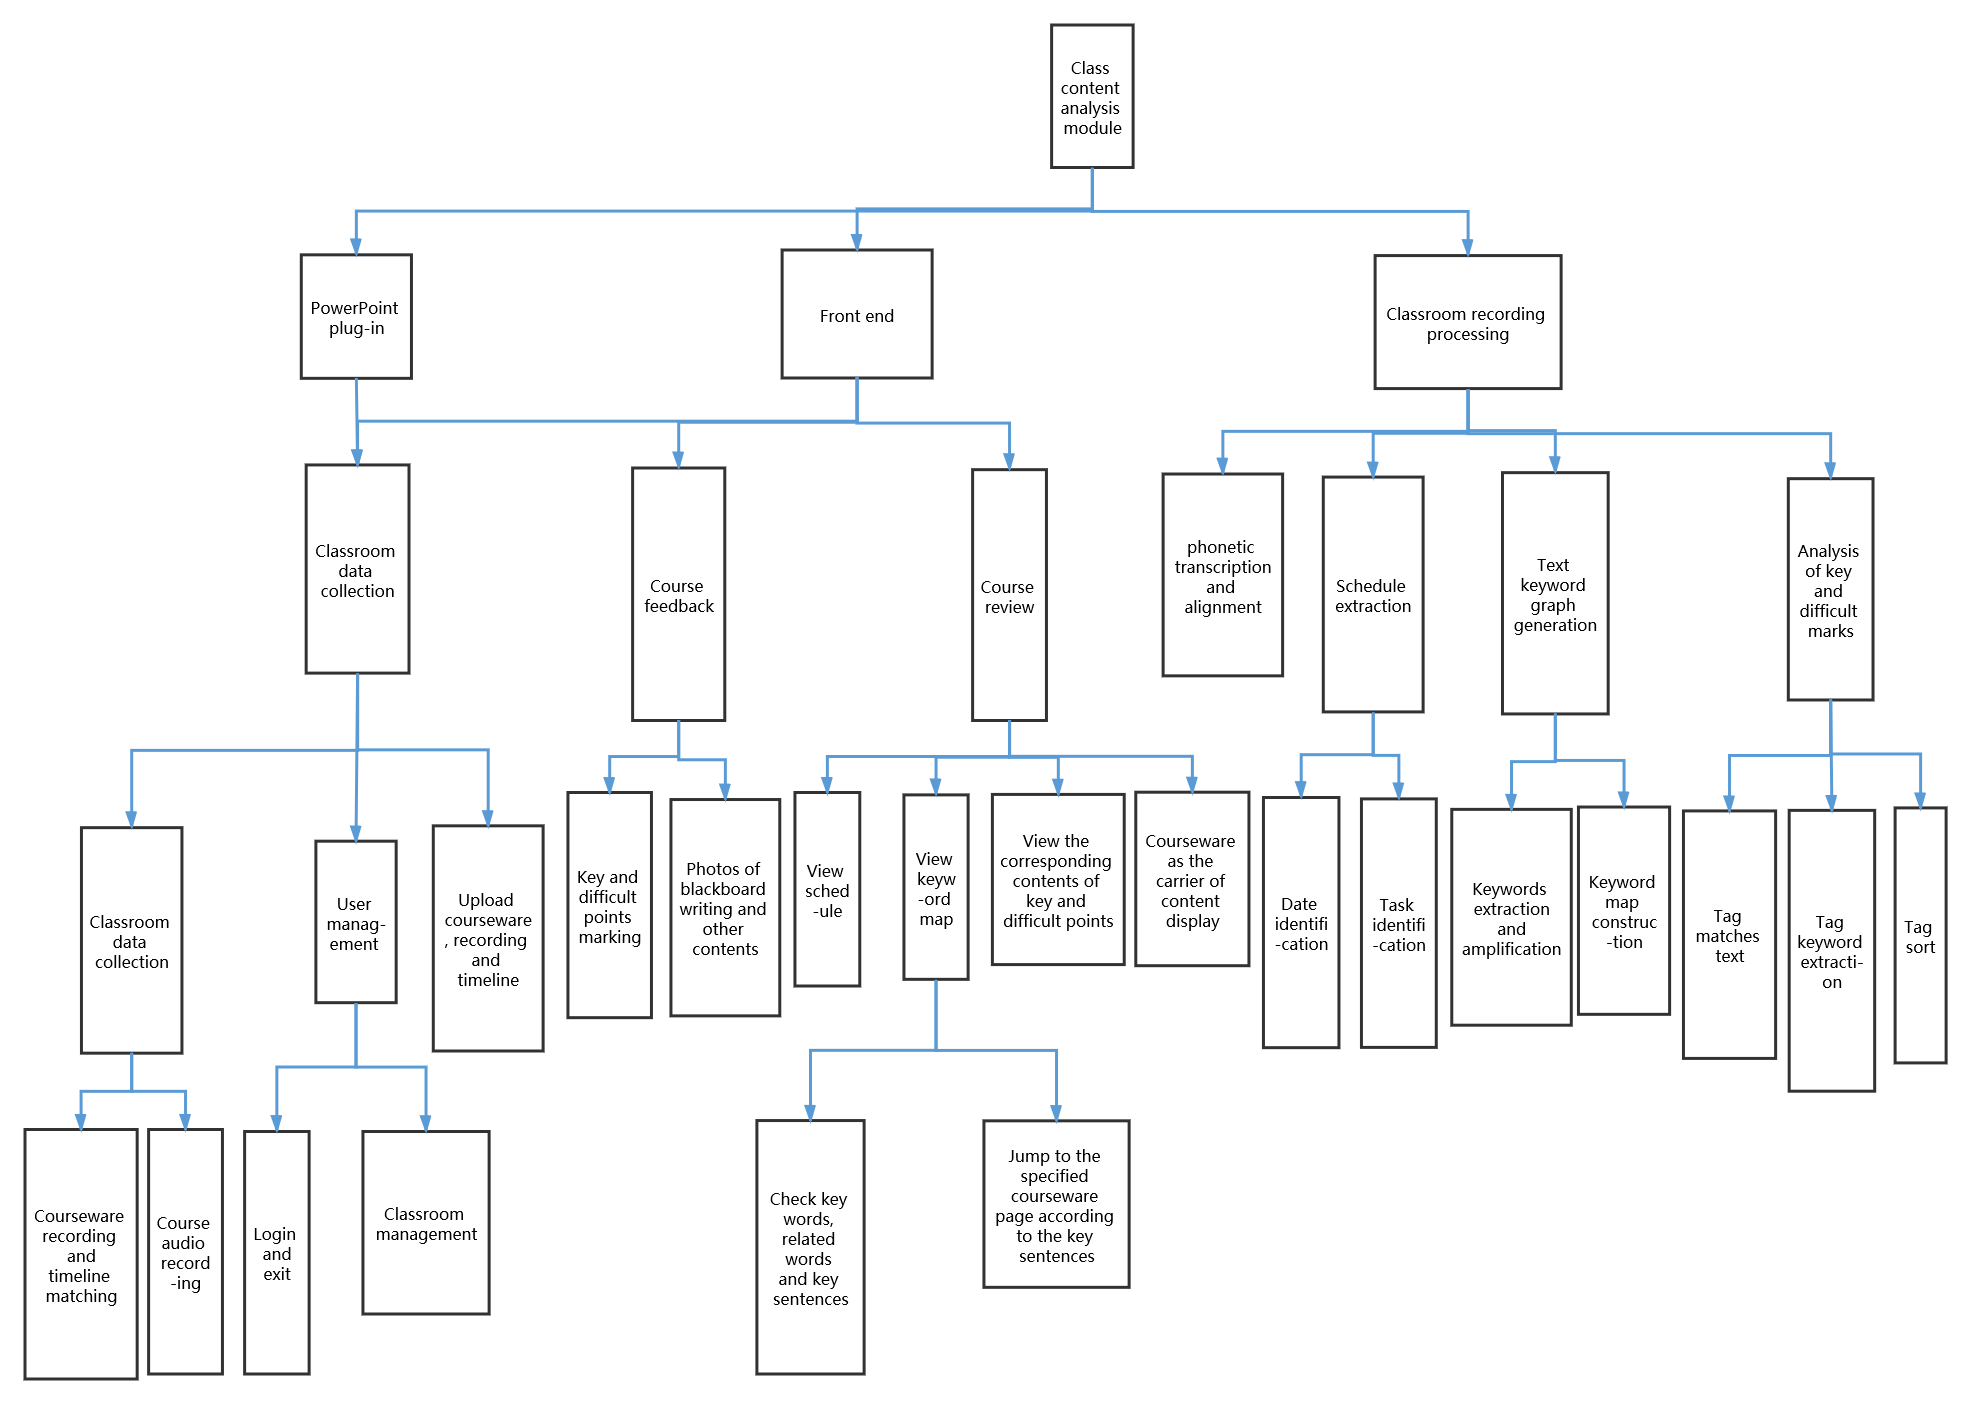 Class
content
analysis
module
PowerPoint
plug-in
Front end
Classroom recording
processing
Classroom
data
collection
Course
feedback
Course
review
phonetic
transcription
and
alignment
Schedule
extraction
Text
keyword
graph
generation
Analysis
of key
and
difficult
marks
Classroom
data
collection
User
manag-
ement
Upload
courseware
, recording
and
timeline
Key and
difficult
points
marking
Photos of
blackboard
writing and
other
contents
View
sched
-ule
View
keyw
-ord
map
View the
corresponding
contents of
key and
difficult points
Courseware
as the
carrier of
content
display
Date
identifi
-cation
Task
identifi
-cation
Keywords
extraction
and
amplification
Keyword
map
construc
-tion
Tag
matches
text
Tag
keyword
extracti-
on
Tag
sort
Courseware
recording
and
timeline
matching
Course
audio
record
-ing
Login
and
exit
Classroom
management
Check key
words,
related
words
and key
sentences
Jump to the
specified
courseware
page according
to the key
sentences